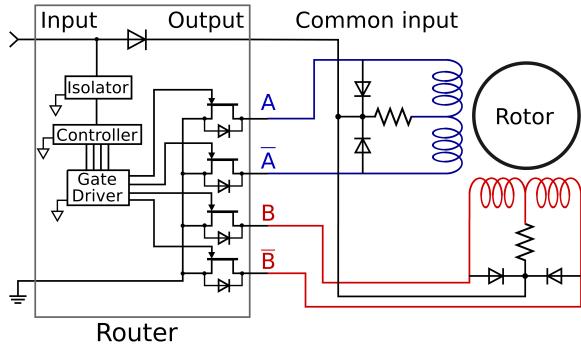 Input
Output
Common input
Isolator
Controller
Gate
Driver
A
A̅
B
B̅
Rotor
Router